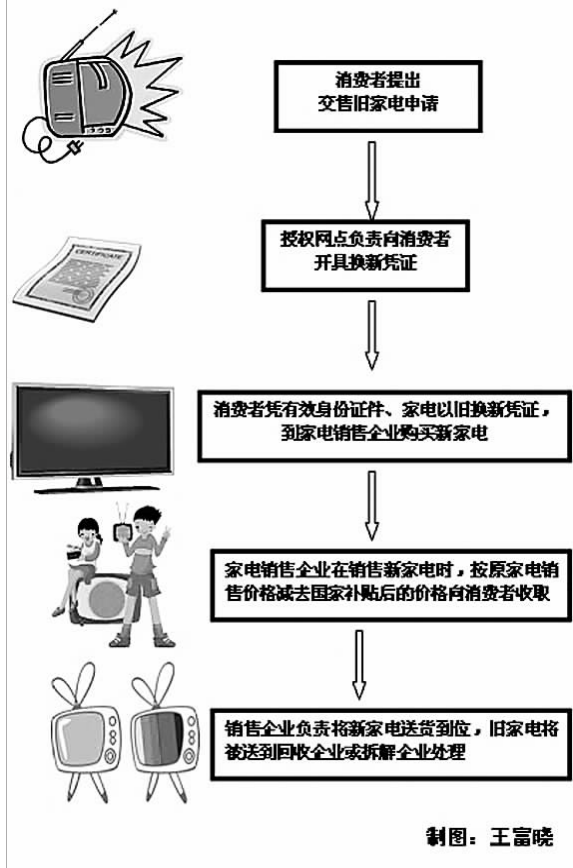 消费者提出
交售旧家电申请
CERTIFICATE
授权网点负责向消费者
开具换新凭证
消费者凭有效身份证件、家电以旧换新凭证，
到家电销售企业购买新家电
家电销售企业在销售新家电时，按原家电销
售价格减去国家补贴后的价格向消费者收取
销售企业负责将新家电送货到位，旧家电将
被送到回收企业或拆解企业处理
制图：王富晓